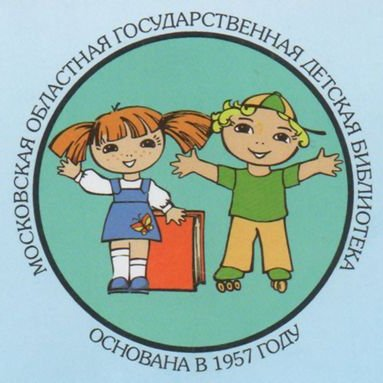 МОСКОВСКАЯ ОБЛАСТНАЯ ГОСУДАРСТВЕННАЯ ДЕТСКАЯ БИБЛИОТЕКА
ОСНОВАНА В 1957 ГОДУ